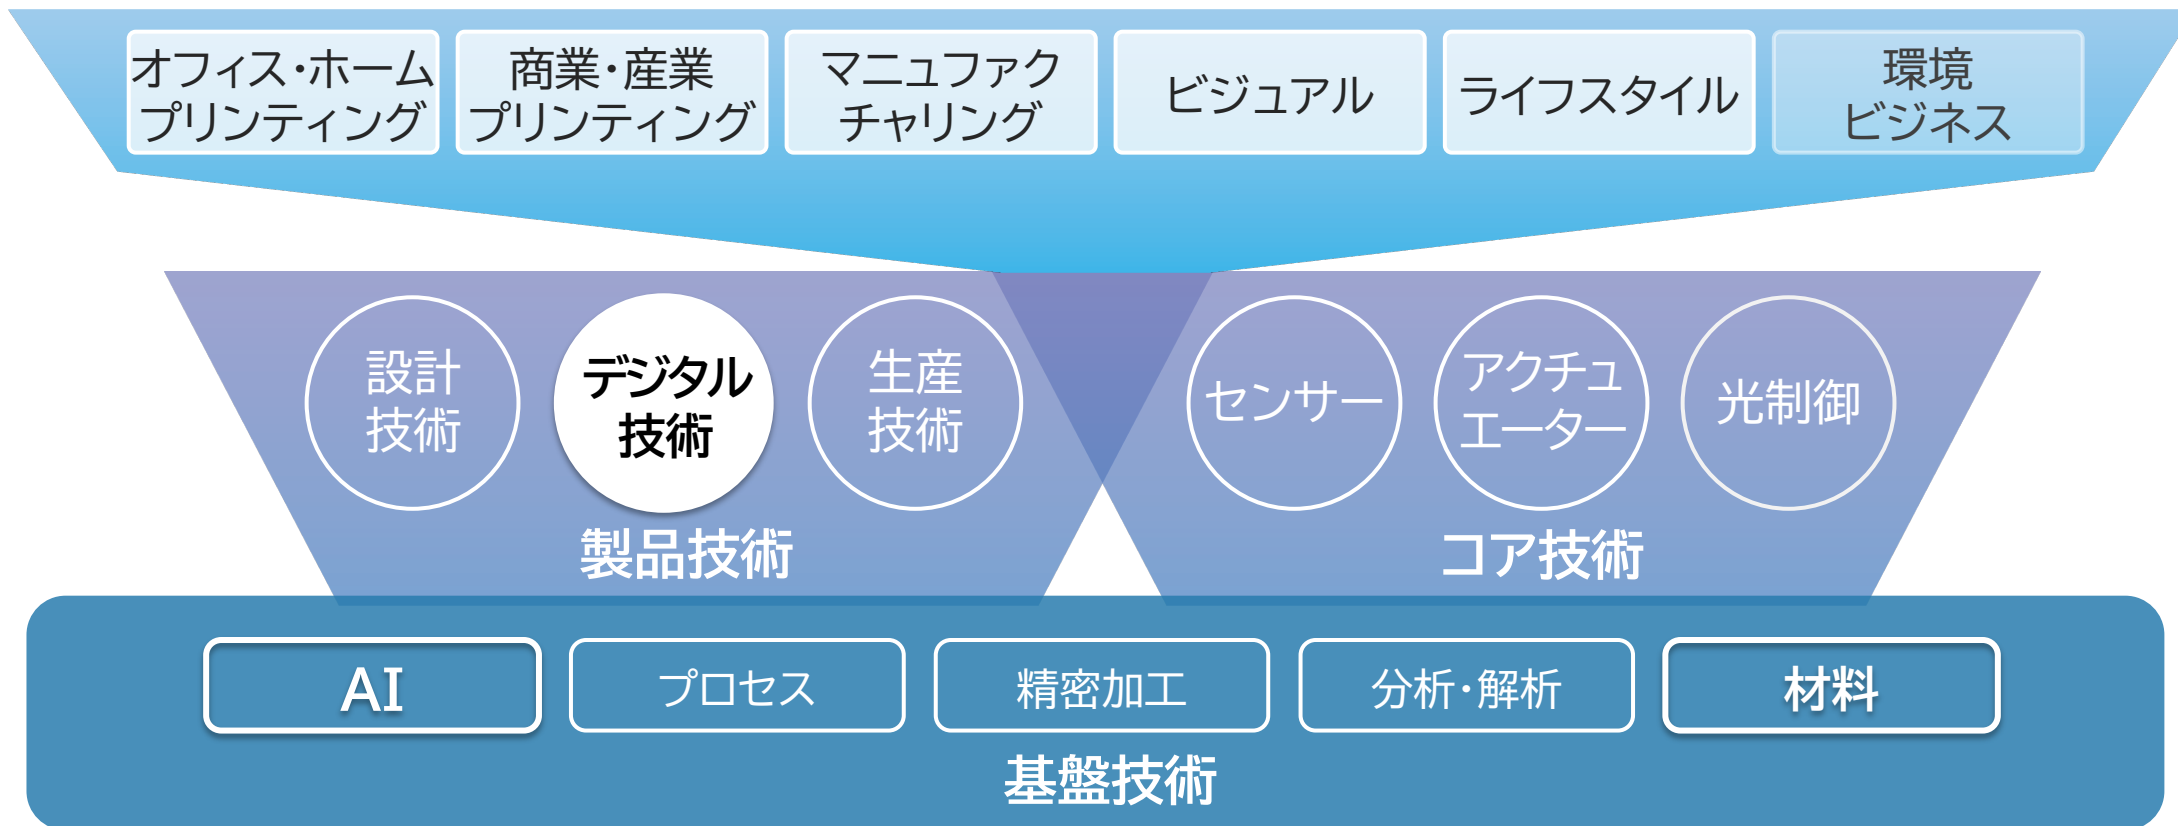 オフィス・ホーム
プリンティング
商業・産業
プリンティング
マニュファク
チャリング
ビジュアル
ライフスタイル
環境
ビジネス
設計
技術
デジタル
技術
生産
技術
センサー
アクチュ
エーター
光制御
製品技術
コア技術
AI
プロセス
精密加工
分析・解析
材料
基盤技術